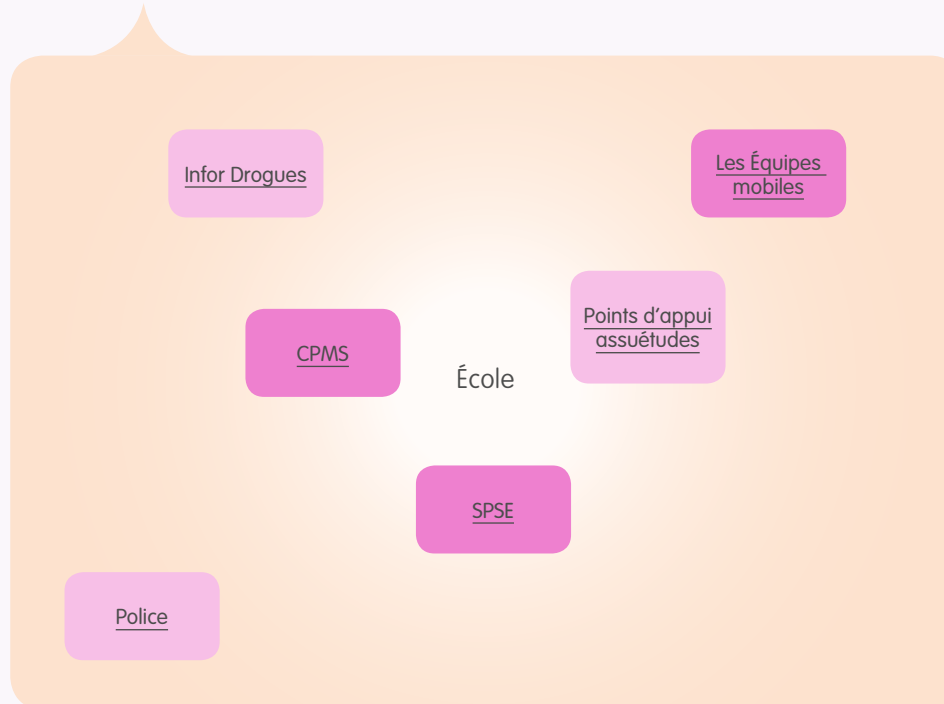 Infor Drogues
Les Équipes
mobiles
Points d’appui
assuétudes
CPMS
École
SPSE
Police